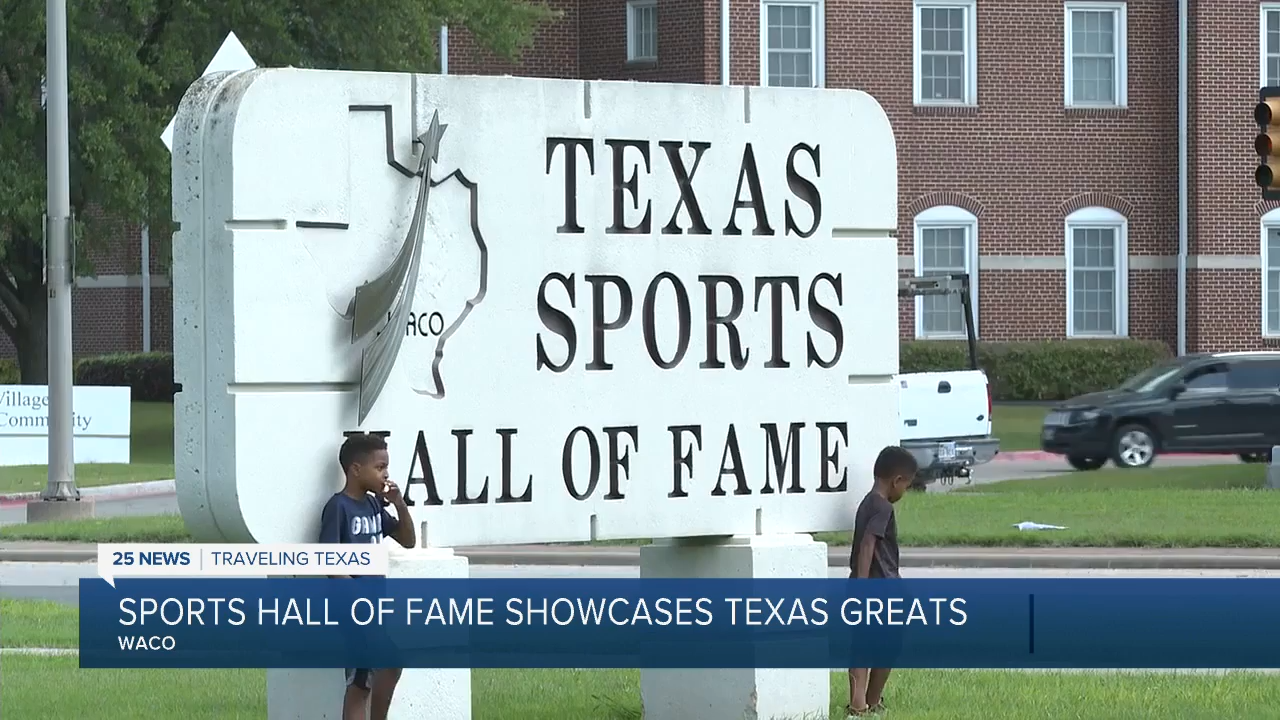 TEXAS
SPORTS
HALL OF FAME
ACO
Village
Community
25 NEWS | TRAVELING TEXAS
SPORTS HALL OF FAME SHOWCASES TEXAS GREATS
WACO